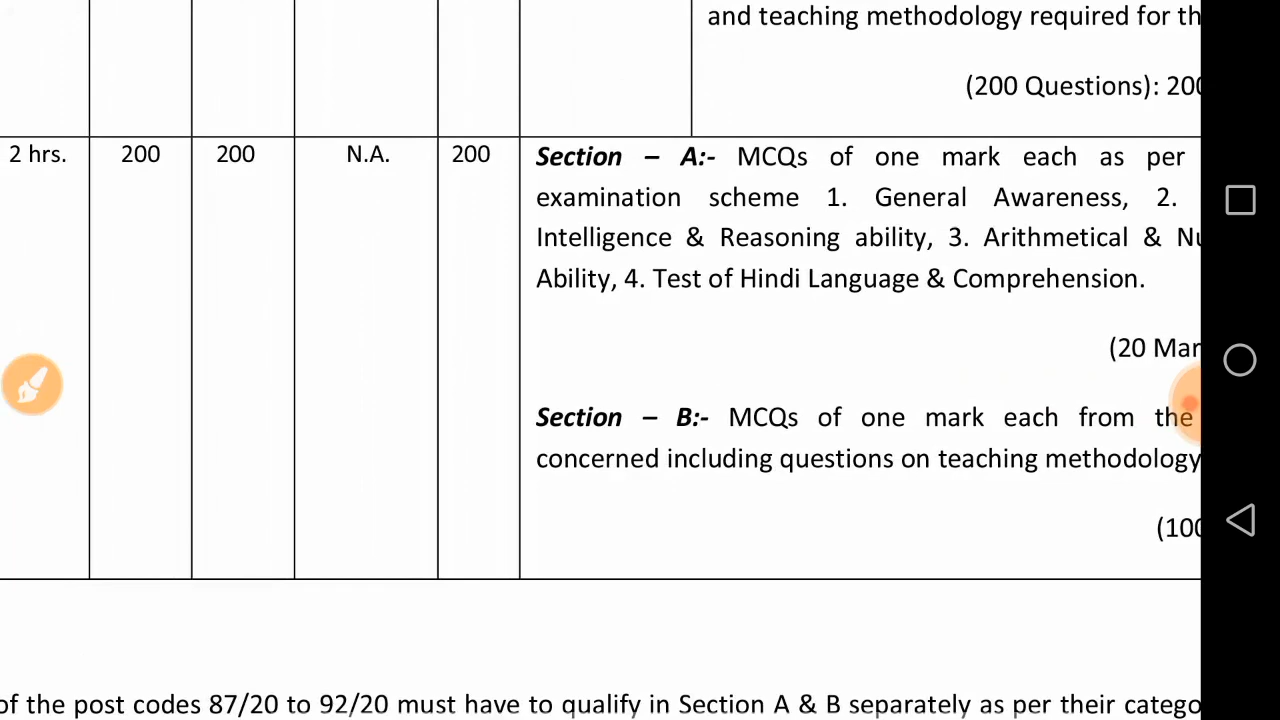 and teaching methodology required for th
(200 Questions): 200
2 hrs. 200 200 N.A. 200 Section – A:- MCQs of one mark each as per
examination scheme 1. General Awareness, 2.
Intelligence & Reasoning ability, 3. Arithmetical & Nu
Ability, 4. Test of Hindi Language & Comprehension.
(20 Mar
Section – B:- MCQs of one mark each from the
concerned including questions on teaching methodology
(100
of the post codes 87/20 to 92/20 must have to qualify in Section A & B separately as per their catego